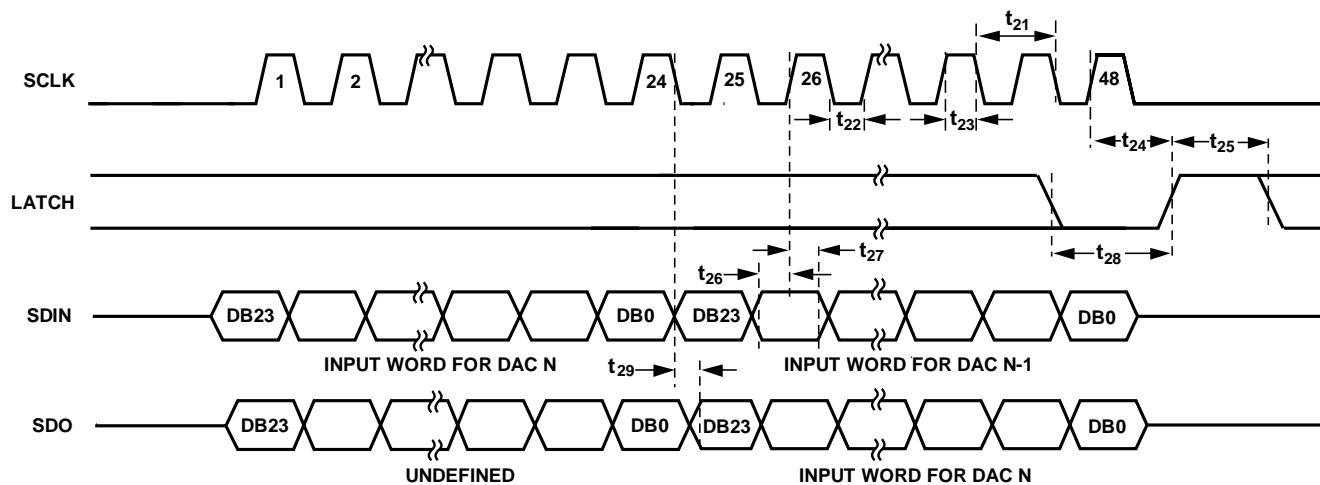 t21
SCLK 1 2 24 25 26 48
t22 t23
t24 t25
LATCH
t28
t26 t27
SDIN DB23 DB0 DB23 DB0
INPUT WORD FOR DAC N INPUT WORD FOR DAC N-1
t29
SDO DB23 DB0 DB23 DB0
UNDEFINED INPUT WORD FOR DAC N